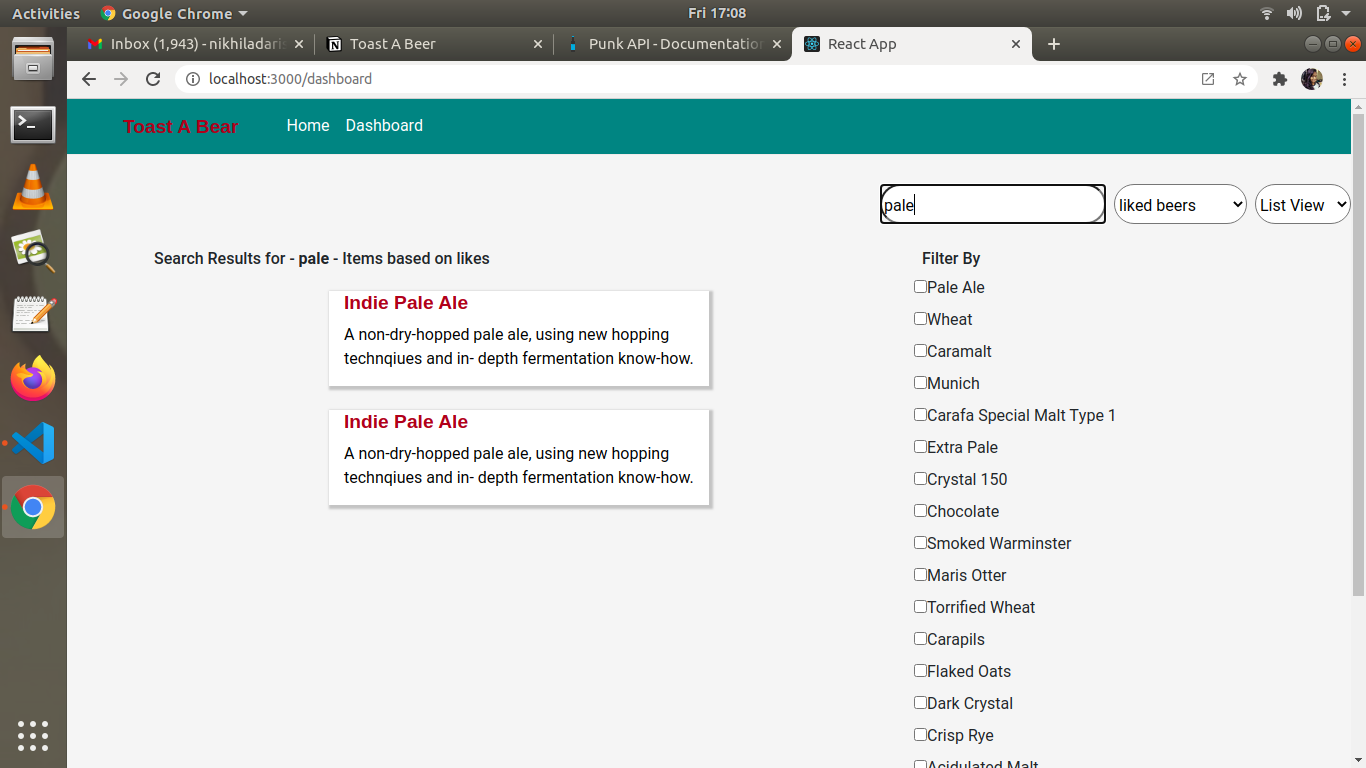 Activities Google Chrome Fri 17:08
Inbox (1,943) - nikhiladaris Toast A Beer Punk API - Documentation React App
localhost:3000/dashboard
Toast A Bear Home Dashboard
pale liked beers List View
Search Results for - pale - Items based on likes
Indie Pale Ale
A non-dry-hopped pale ale, using new hopping
technqiues and in- depth fermentation know-how.
Indie Pale Ale
A non-dry-hopped pale ale, using new hopping
technqiues and in- depth fermentation know-how.
Filter By
Pale Ale
Wheat
Caramalt
Munich
Carafa Special Malt Type 1
Extra Pale
Crystal 150
Chocolate
Smoked Warminster
Maris Otter
Torrified Wheat
Carapils
Flaked Oats
Dark Crystal
Crisp Rye
Acidulated Malt